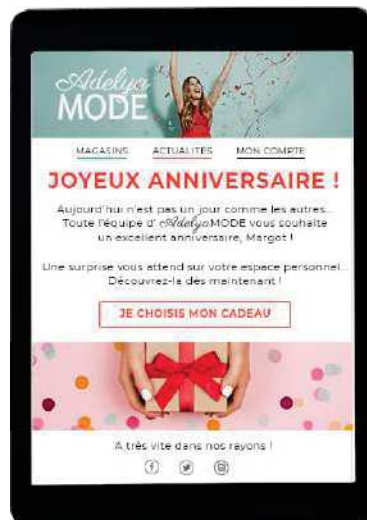 Adelya
MODE
MAGASINS ACTUALITES MON COMPTE
JOYEUX ANNIVERSAIRE !
Aujourd'hui n'est pas un jour comme les autres...
Toute l'équipe d' AdelyaMODE vous souhaite
un excellent anniversaire, Margot !
Une surprise vous attend sur votre espace personnel...
Découvrez-la dès maintenant !
JE CHOISIS MON CADEAU
A très vite dans nos rayons !